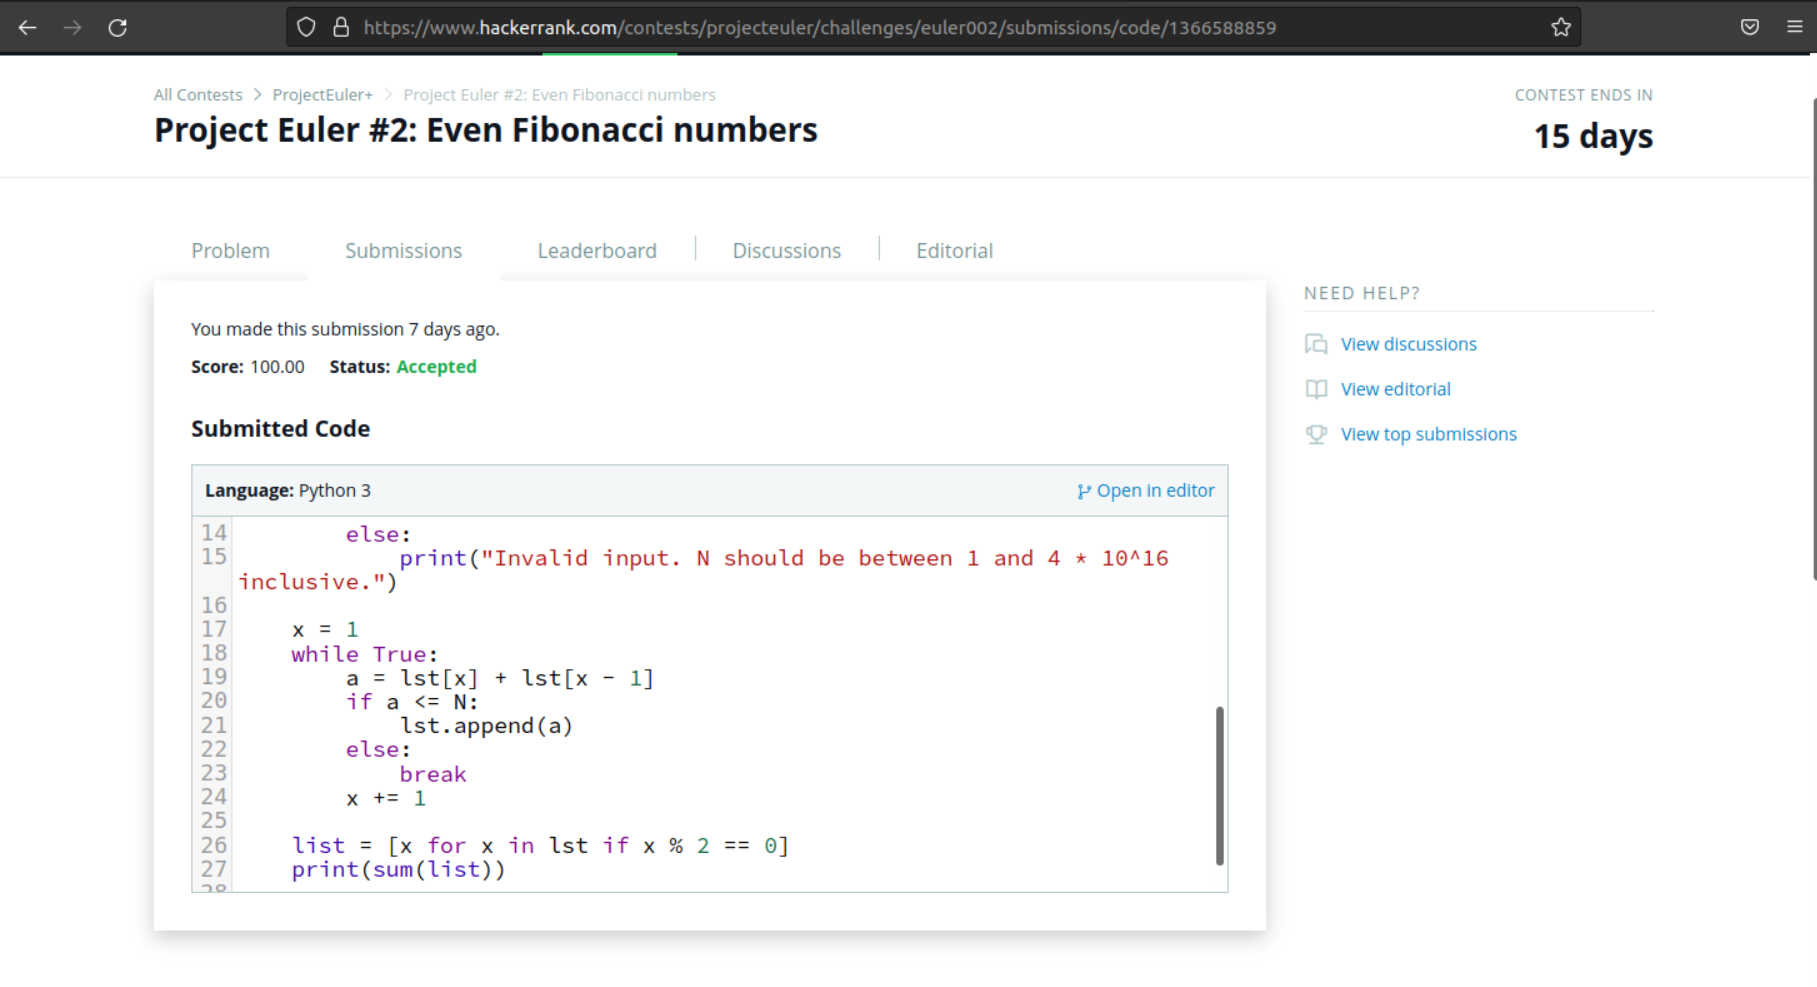 https://www.hackerrank.com/contests/projecteuler/challenges/euler002/submissions/code/1366588859
All Contests > ProjectEuler+ > Project Euler #2: Even Fibonacci numbers
Project Euler #2: Even Fibonacci numbers
CONTEST ENDS IN
15 days
Problem Submissions Leaderboard Discussions Editorial
You made this submission 7 days ago.
Score: 100.00 Status: Accepted
Submitted Code
Language: Python 3 Open in editor
14         else:
15             print("Invalid input. N should be between 1 and 4 * 10^16
inclusive.")
16
17     x = 1
18     while True:
19         a = lst[x] + lst[x - 1]
20         if a <= N:
21             lst.append(a)
22         else:
23             break
24         x += 1
25
26     list = [x for x in lst if x % 2 == 0]
27     print(sum(list))
28
NEED HELP?
View discussions
View editorial
View top submissions